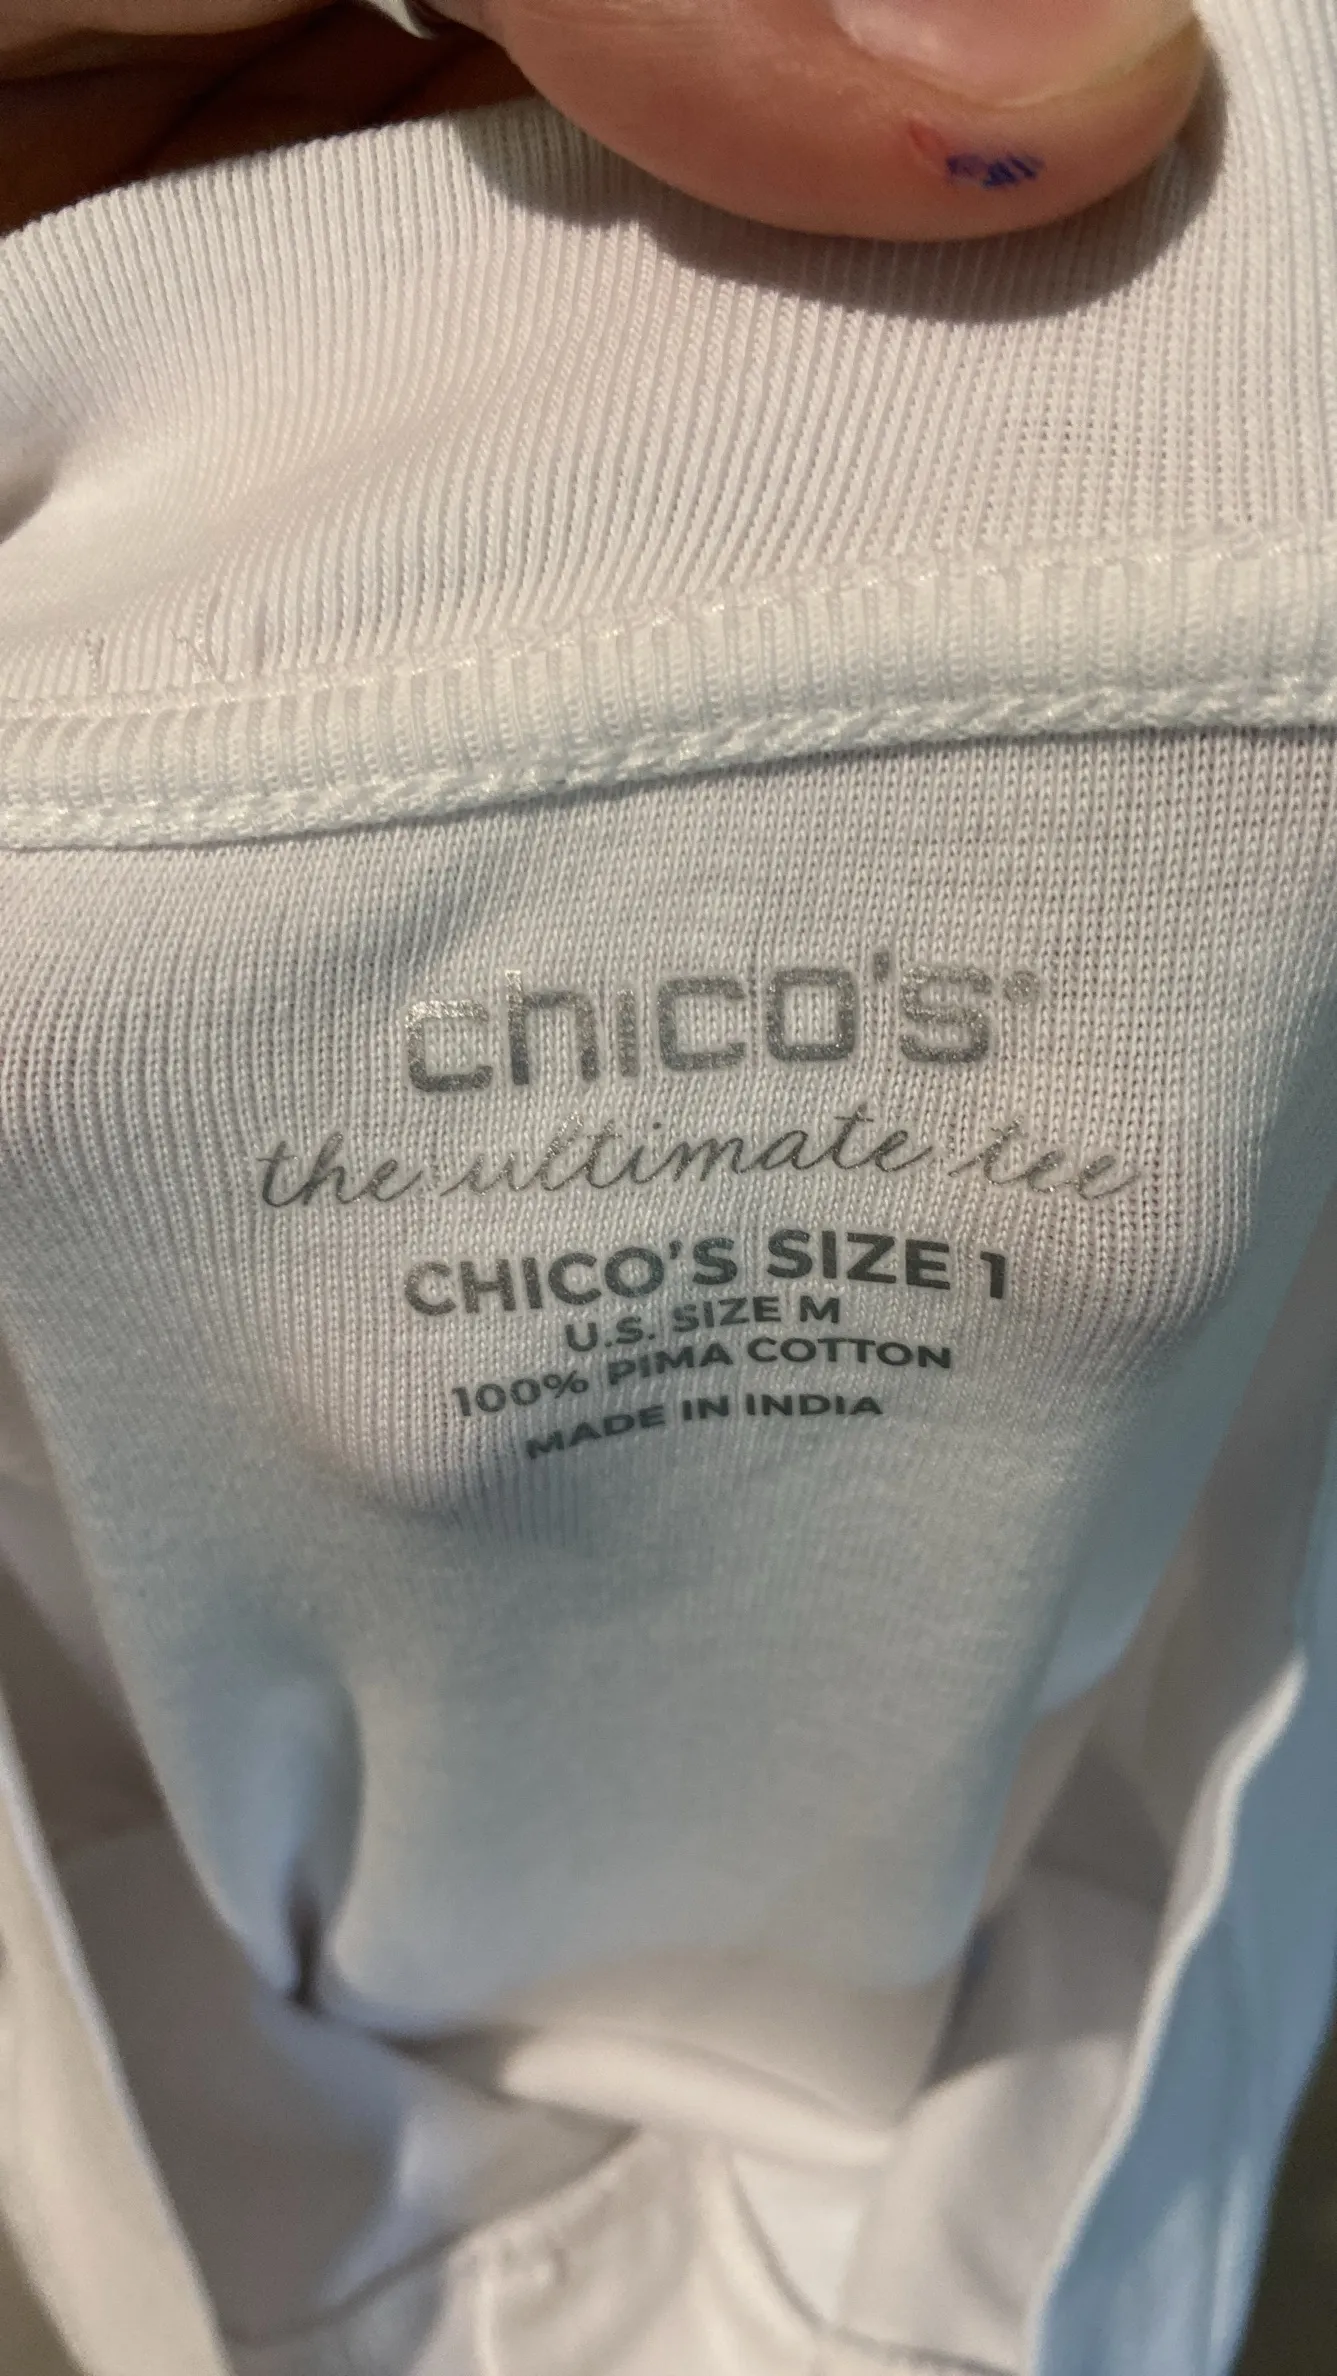 chico's®
the ultimate tee
CHICO'S SIZE 1
U.S. SIZE M
100% PIMA COTTON
MADE IN INDIA